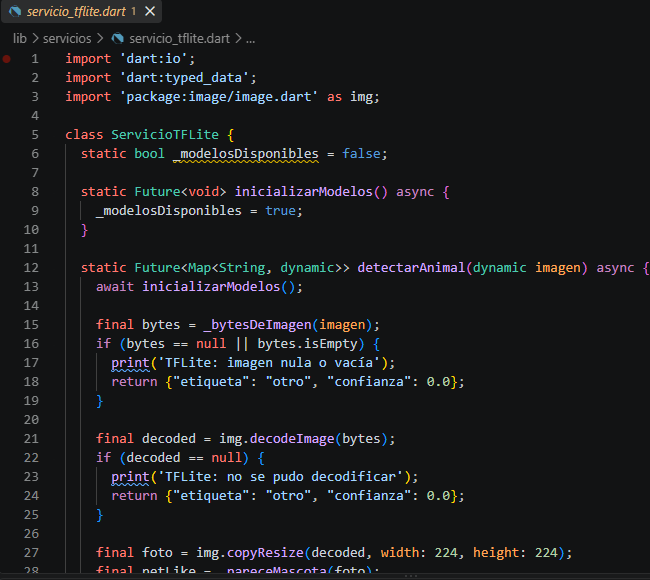 servicio_tflite.dart 1 ×
lib > servicios > servicio_tflite.dart > ...
1 import 'dart:io';
2 import 'dart:typed_data';
3 import 'package:image/image.dart' as img;
4
5 class ServicioTFLite {
6 static bool _modelosDisponibles = false;
7
8 static Future<void> inicializarModelos() async {
9 _modelosDisponibles = true;
10 }
11
12 static Future<Map<String, dynamic>> detectarAnimal(dynamic imagen) async {
13 await inicializarModelos();
14
15 final bytes = _bytesDeImagen(imagen);
16 if (bytes == null || bytes.isEmpty) {
17 print('TFLite: imagen nula o vacía');
18 return {"etiqueta": "otro", "confianza": 0.0};
19 }
20
21 final decoded = img.decodeImage(bytes);
22 if (decoded == null) {
23 print('TFLite: no se pudo decodificar');
24 return {"etiqueta": "otro", "confianza": 0.0};
25 }
26
27 final foto = img.copyResize(decoded, width: 224, height: 224);
28 final petLike = _pareceMascota(foto);